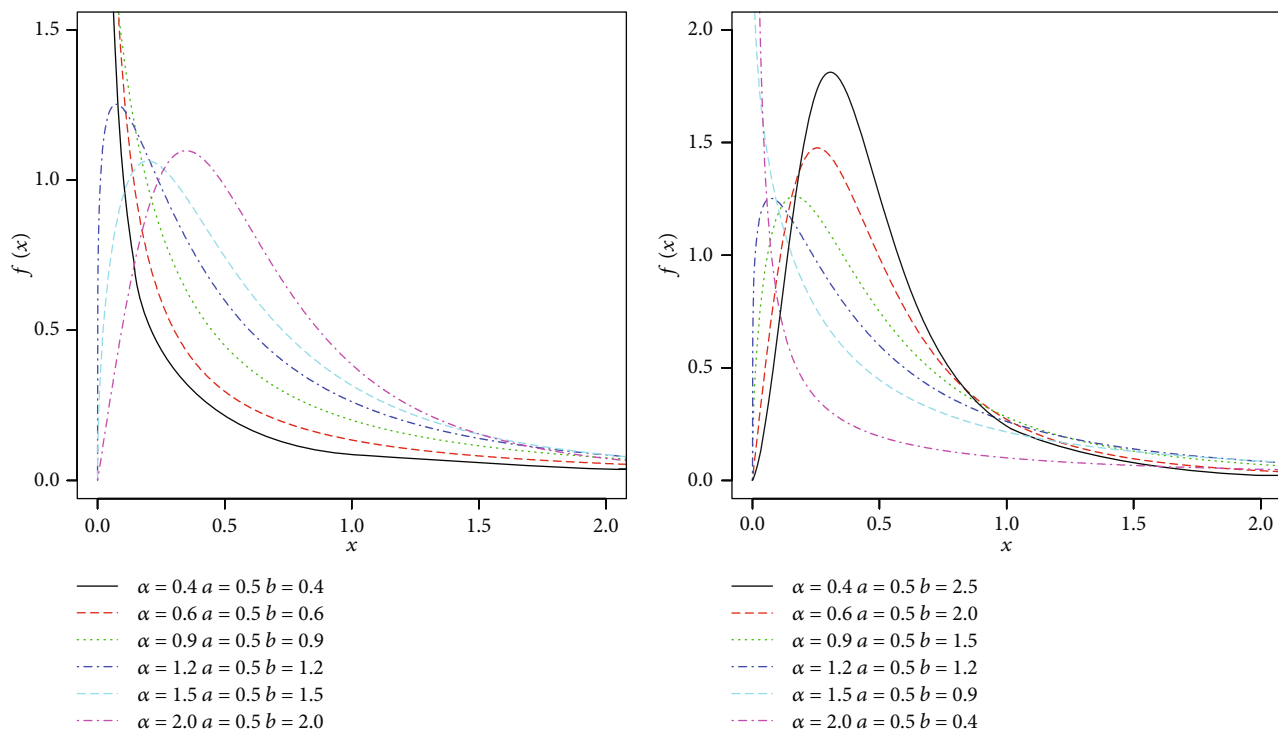 1.5
1.0
0.5
0.0
f (x)
0.0 0.5 1.0 1.5 2.0
x
α = 0.4 a = 0.5 b = 0.4
α = 0.6 a = 0.5 b = 0.6
α = 0.9 a = 0.5 b = 0.9
α = 1.2 a = 0.5 b = 1.2
α = 1.5 a = 0.5 b = 1.5
α = 2.0 a = 0.5 b = 2.0
2.0
1.5
1.0
0.5
0.0
f (x)
0.0 0.5 1.0 1.5 2.0
x
α = 0.4 a = 0.5 b = 2.5
α = 0.6 a = 0.5 b = 2.0
α = 0.9 a = 0.5 b = 1.5
α = 1.2 a = 0.5 b = 1.2
α = 1.5 a = 0.5 b = 0.9
α = 2.0 a = 0.5 b = 0.4